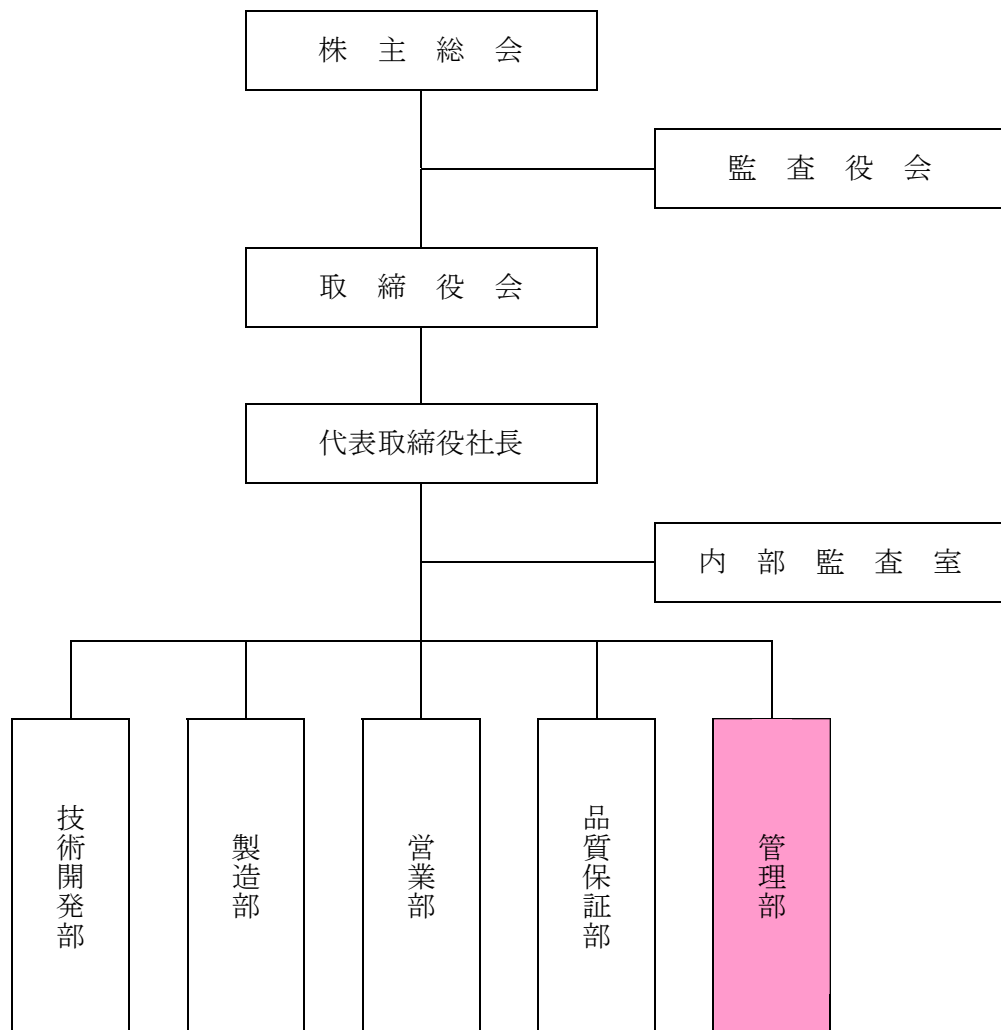 株主総会
監査役会
取締役会
代表取締役社長
内部監査室
技術開発部
製造部
営業部
品質保証部
管理部